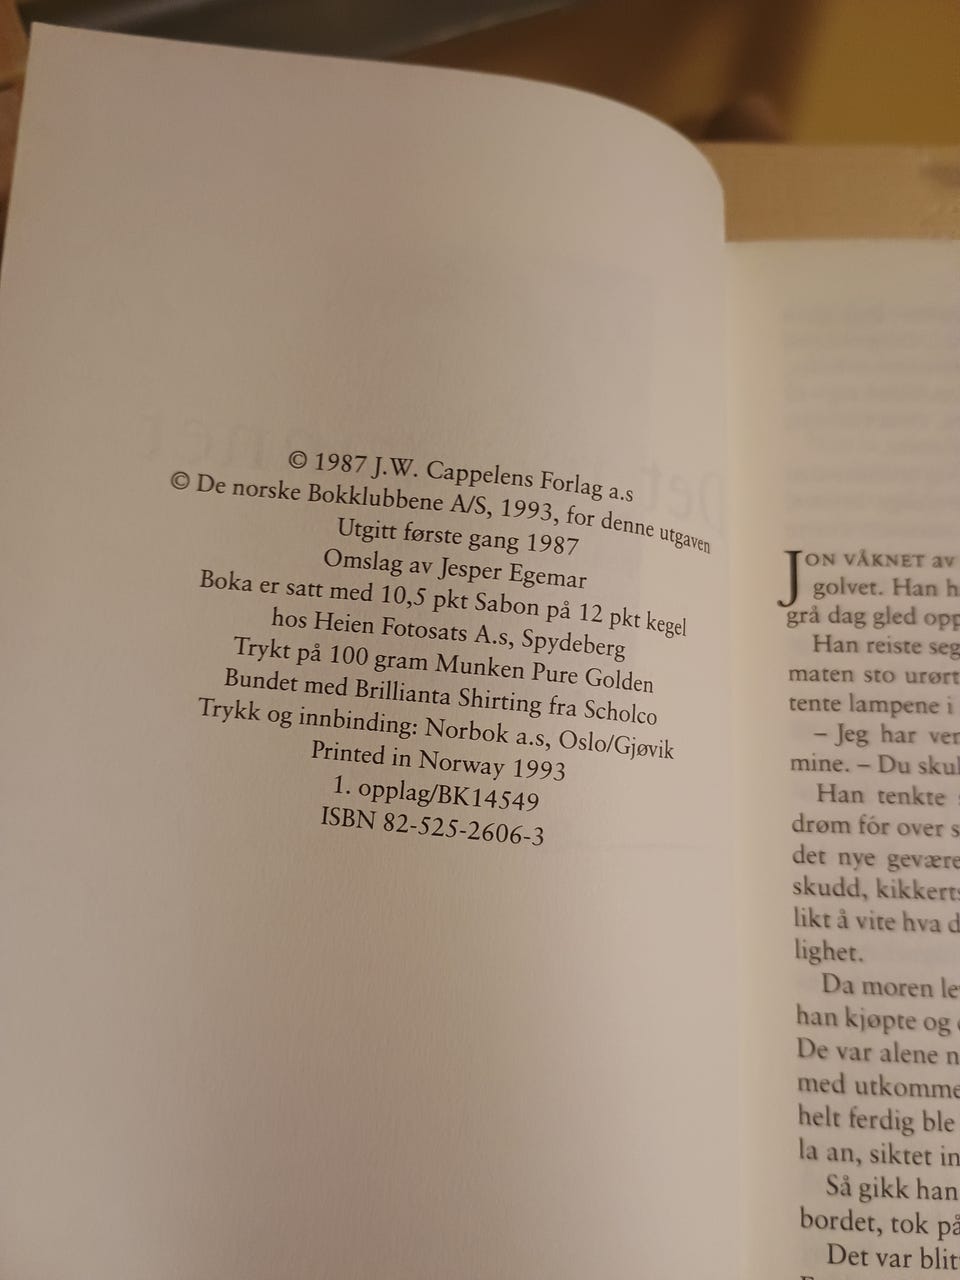 © 1987 J.W. Cappelens Forlag a.s
© De norske Bokklubbene A/S, 1993, for denne utgaven
Utgitt første gang 1987
Omslag av Jesper Egemar
Boka er satt med 10,5 pkt Sabon på 12 pkt kegel
hos Heien Fotosats A.s, Spydeberg
Trykt på 100 gram Munken Pure Golden
Bundet med Brillianta Shirting fra Scholco
Trykk og innbinding: Norbok a.s, Oslo/Gjøvik
Printed in Norway 1993
1. opplag/BK14549
ISBN 82-525-2606-3
JON VÅKNET av
golvet. Han
grå dag gled opp
Han reiste seg
maten sto urørt
tente lampene i
– Jeg har
mine. – Du
Han tenkte
drøm fór over
det nye
skudd,
likt å vite hva
lighet.
Da moren
han kjøpte og
De var alene
med
helt ferdig ble
la an, siktet
Så gikk han
bordet, tok på
Det var